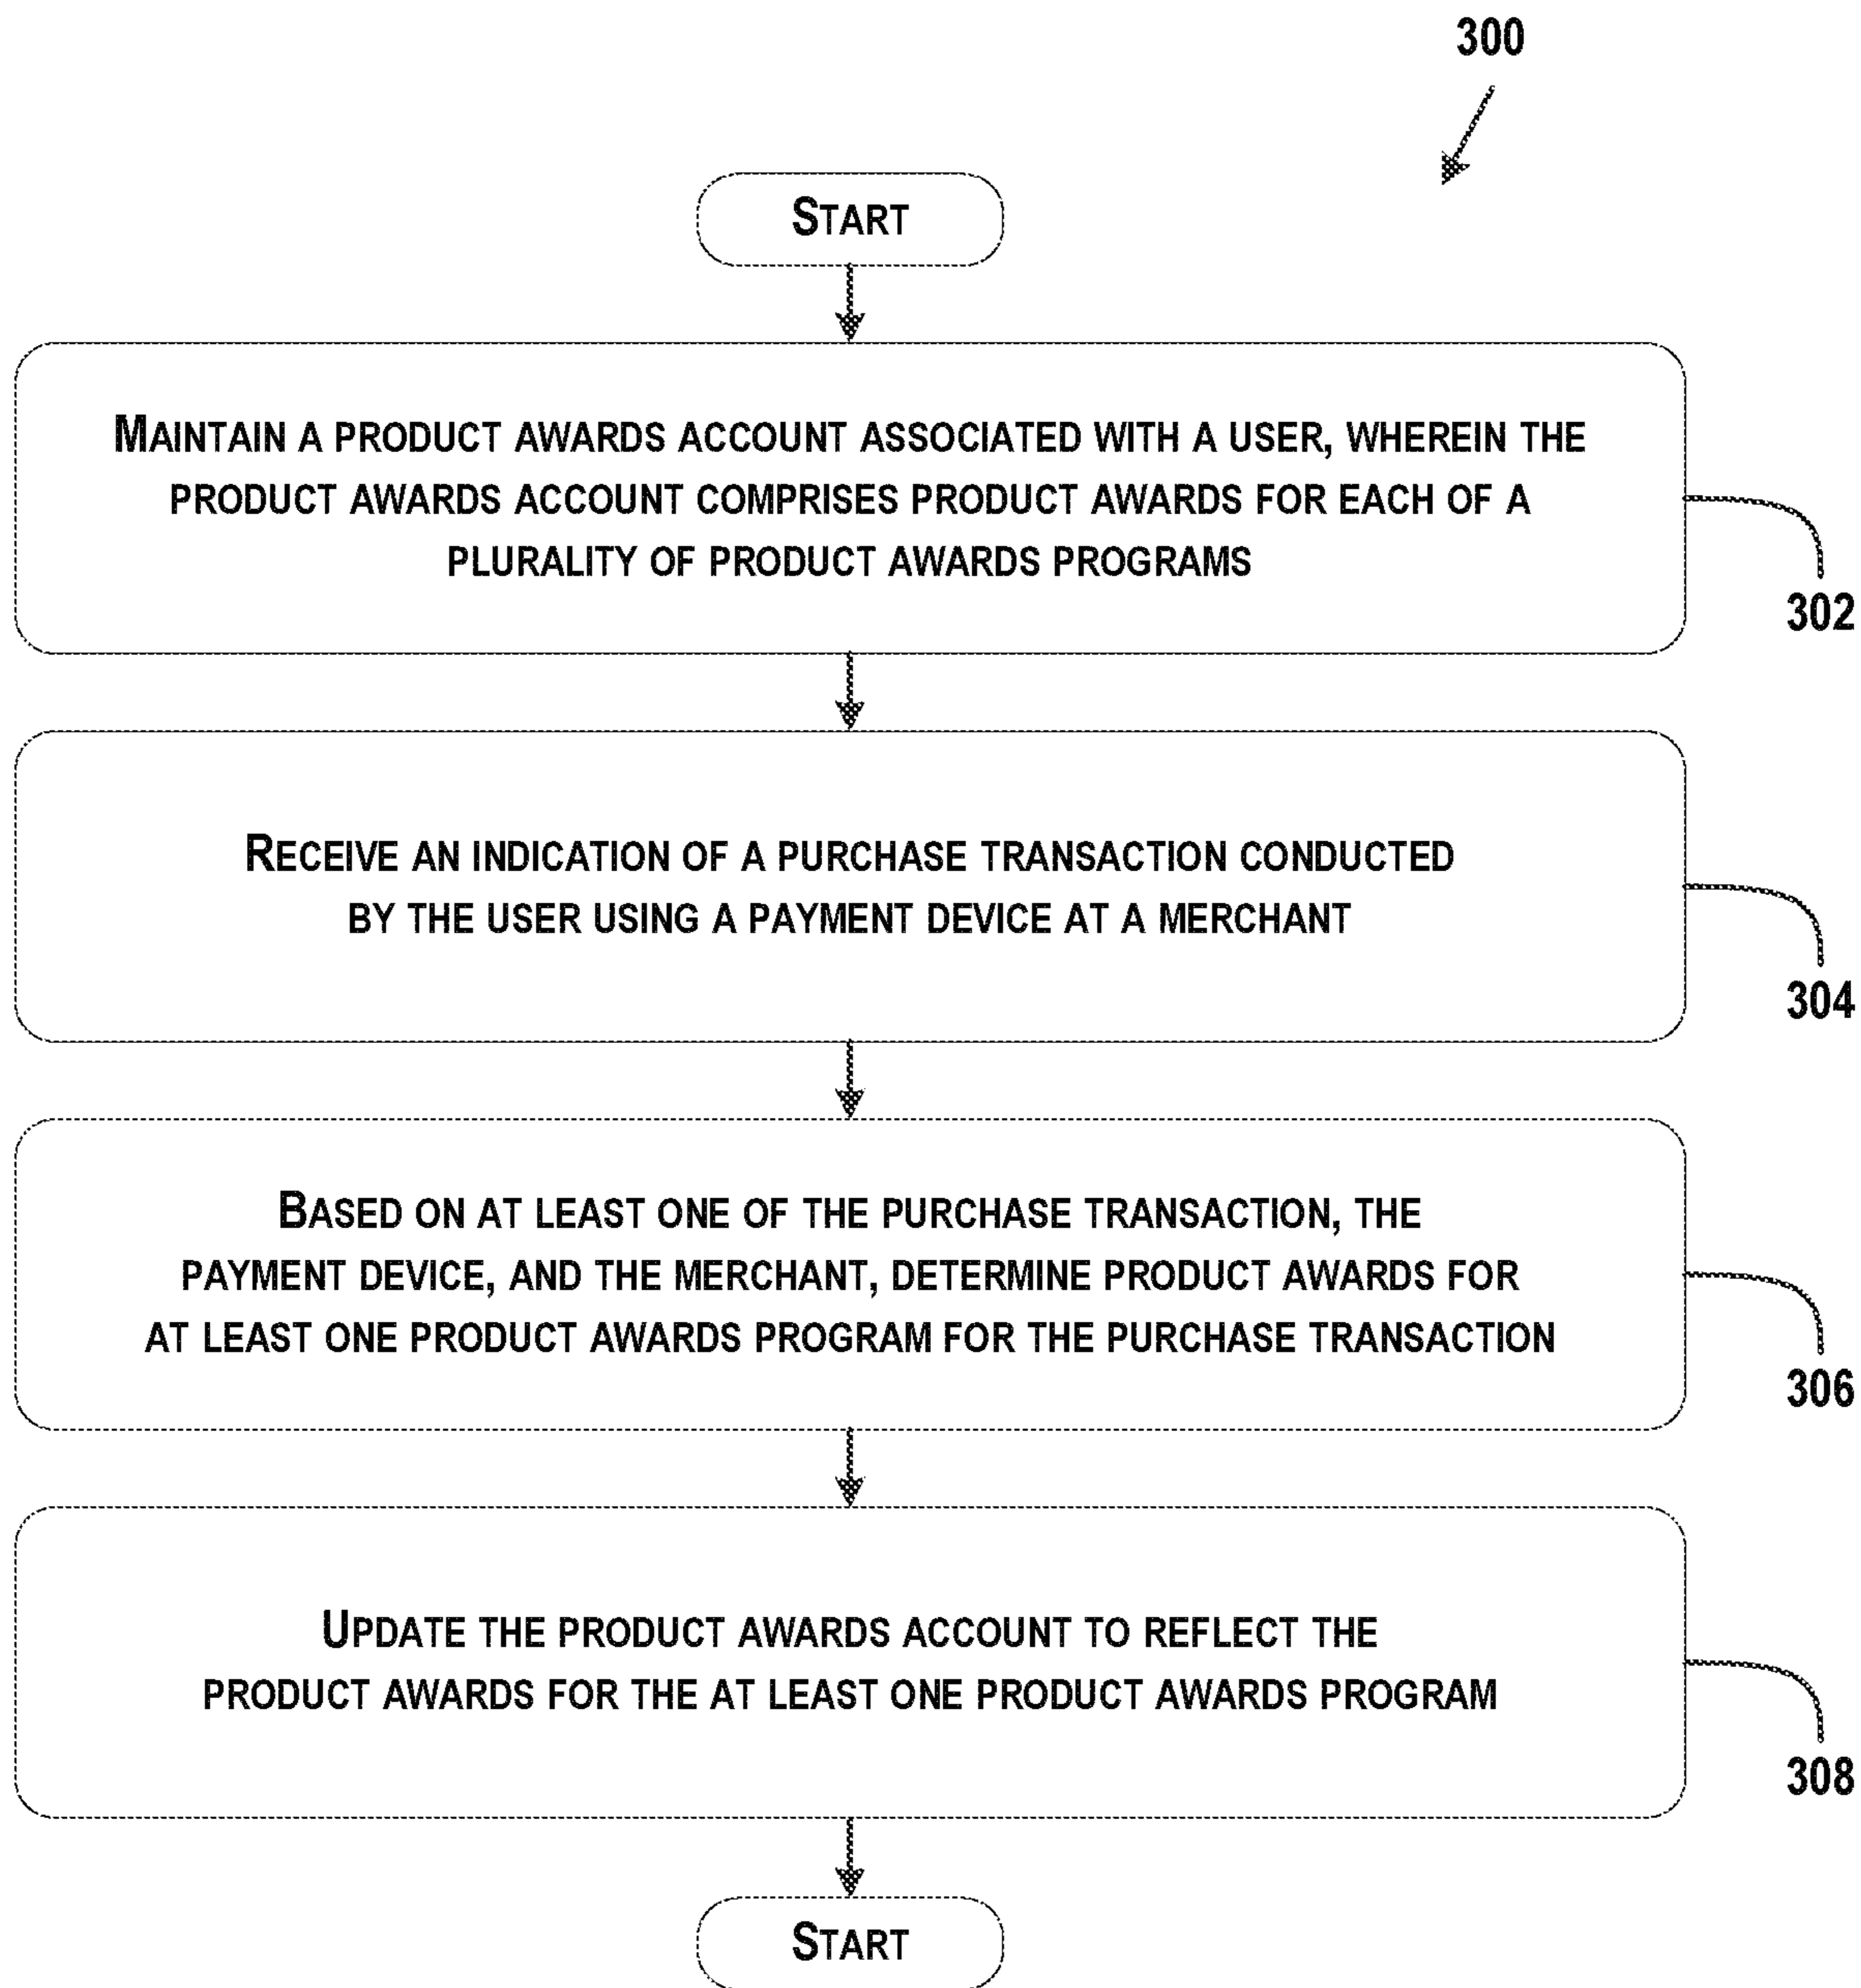 300
START
MAINTAIN A PRODUCT AWARDS ACCOUNT ASSOCIATED WITH A USER, WHEREIN THE
PRODUCT AWARDS ACCOUNT COMPRISES PRODUCT AWARDS FOR EACH OF A
PLURALITY OF PRODUCT AWARDS PROGRAMS
302
RECEIVE AN INDICATION OF A PURCHASE TRANSACTION CONDUCTED
BY THE USER USING A PAYMENT DEVICE AT A MERCHANT
304
BASED ON AT LEAST ONE OF THE PURCHASE TRANSACTION, THE
PAYMENT DEVICE, AND THE MERCHANT, DETERMINE PRODUCT AWARDS FOR
AT LEAST ONE PRODUCT AWARDS PROGRAM FOR THE PURCHASE TRANSACTION
306
UPDATE THE PRODUCT AWARDS ACCOUNT TO REFLECT THE
PRODUCT AWARDS FOR THE AT LEAST ONE PRODUCT AWARDS PROGRAM
308
START